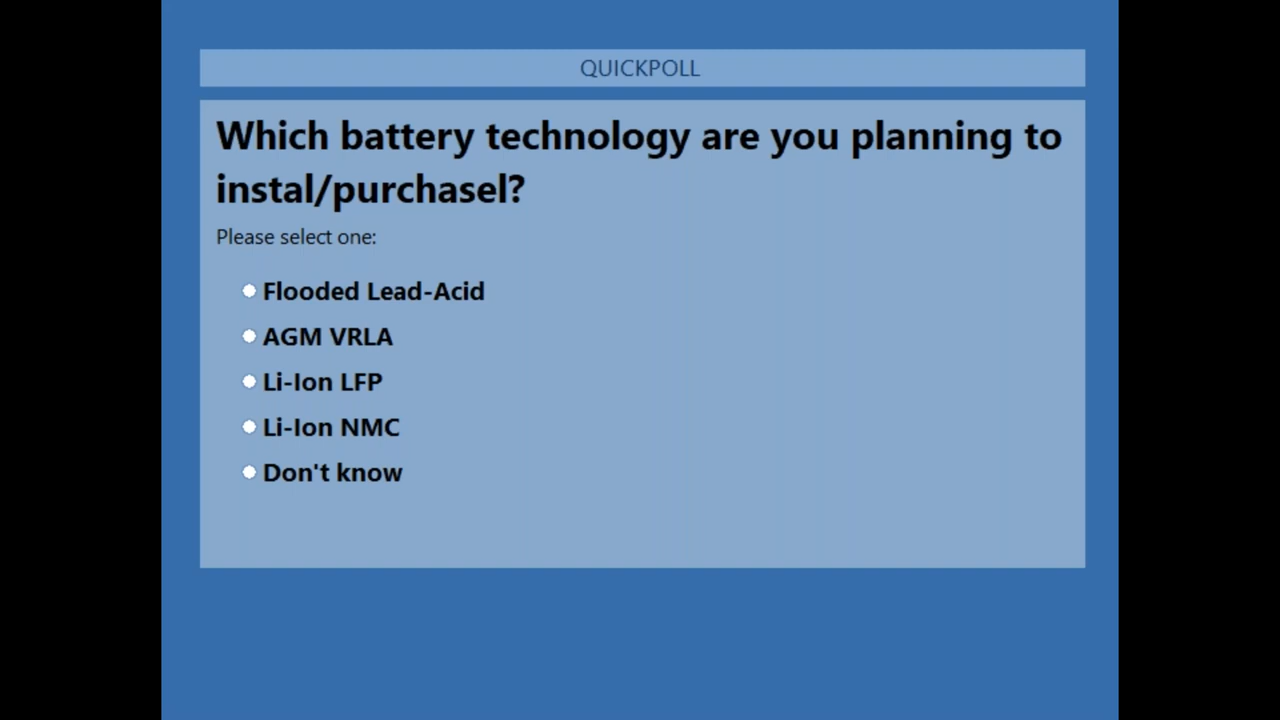 QUICKPOLL
Which battery technology are you planning to
instal/purchasel?
Please select one:
Flooded Lead-Acid
AGM VRLA
Li-Ion LFP
Li-Ion NMC
Don't know